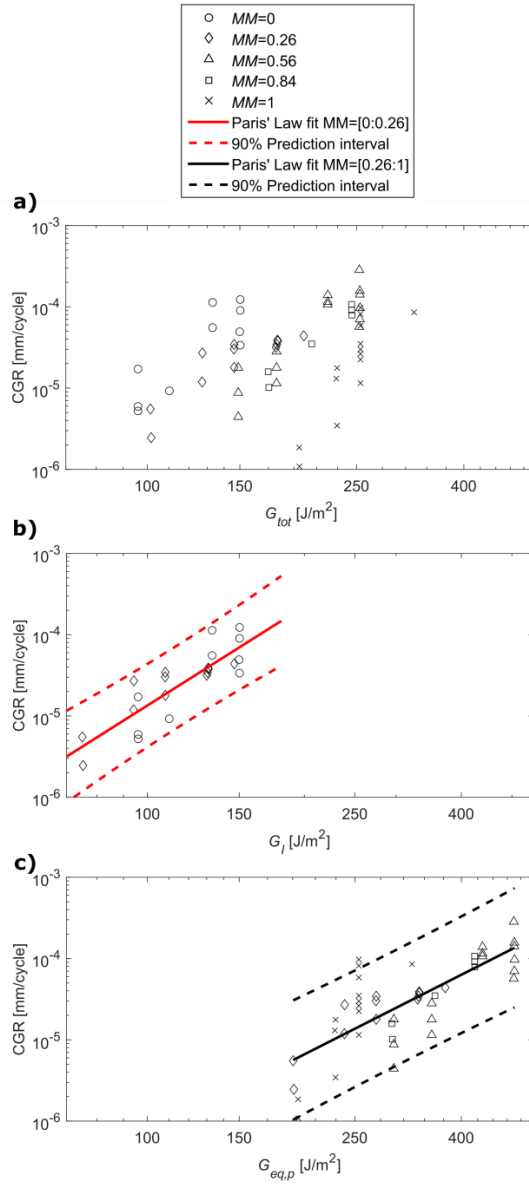 MM=0
MM=0.26
MM=0.56
MM=0.84
MM=1
Paris' Law fit MM=[0:0.26]
90% Prediction interval
Paris' Law fit MM=[0.26:1]
90% Prediction interval
a)
10⁻³
10⁻⁴
10⁻⁵
10⁻⁶
CGR [mm/cycle]
100 150 250 400
G_tot [J/m²]
b)
10⁻³
10⁻⁴
10⁻⁵
10⁻⁶
CGR [mm/cycle]
100 150 250 400
G_I [J/m²]
c)
10⁻³
10⁻⁴
10⁻⁵
10⁻⁶
CGR [mm/cycle]
100 150 250 400
G_eq,p [J/m²]